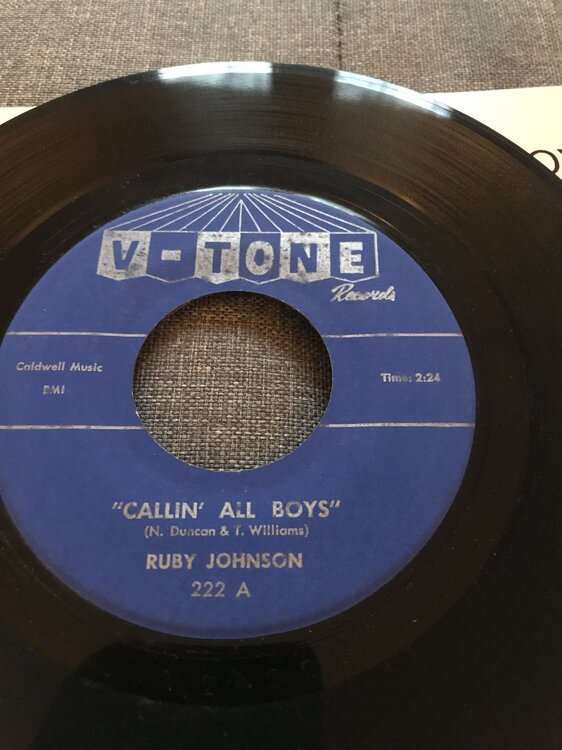 V-TONE
Records
Caldwell Music
BMI
Time: 2:24
"CALLIN' ALL BOYS"
(N. Duncan & T. Williams)
RUBY JOHNSON
222 A